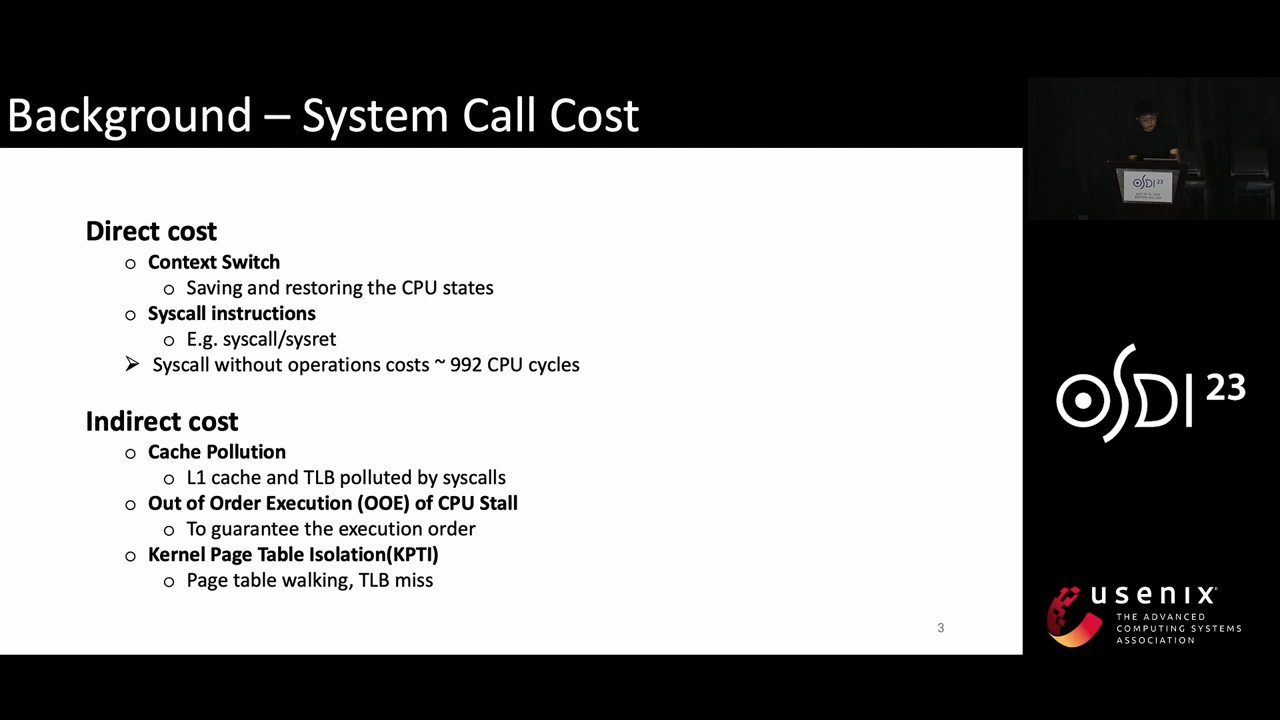 Background – System Call Cost
Direct cost
Context Switch
Saving and restoring the CPU states
Syscall instructions
E.g. syscall/sysret
Syscall without operations costs ~ 992 CPU cycles
Indirect cost
Cache Pollution
L1 cache and TLB polluted by syscalls
Out of Order Execution (OOE) of CPU Stall
To guarantee the execution order
Kernel Page Table Isolation(KPTI)
Page table walking, TLB miss
3
OSDI 23
OSDI 23
usenix
THE ADVANCED
COMPUTING SYSTEMS
ASSOCIATION